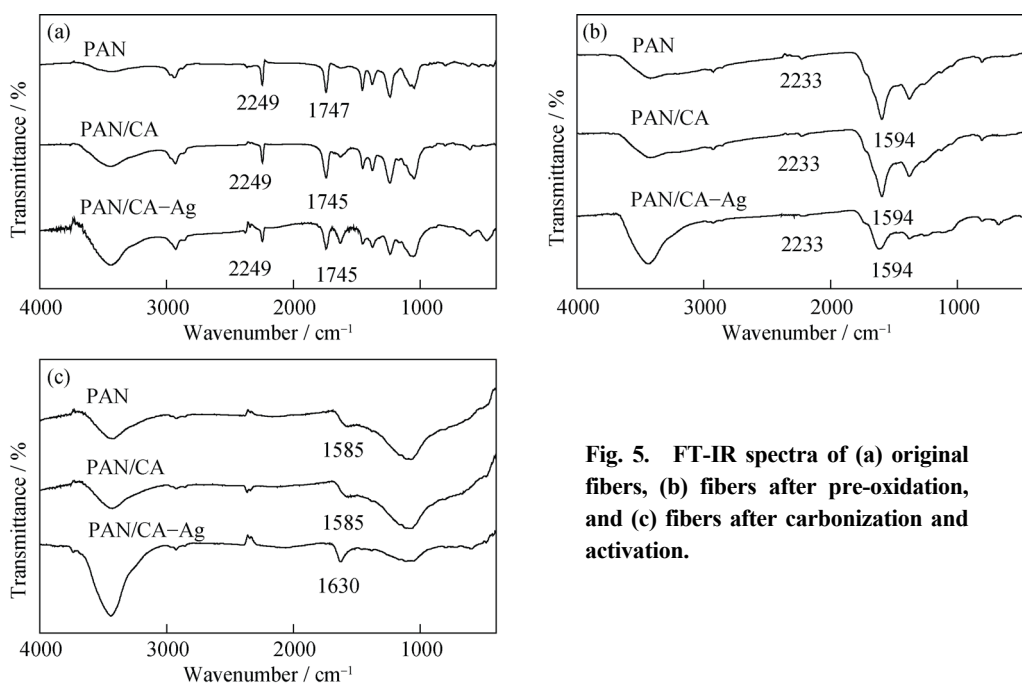 (a)
PAN
2249
1747
PAN/CA
2249
1745
PAN/CA−Ag
2249
1745
4000 3000 2000 1000
Wavenumber / cm⁻¹
Transmittance / %
(b)
PAN
2233
1594
PAN/CA
2233
1594
PAN/CA−Ag
2233
1594
4000 3000 2000 1000
Wavenumber / cm⁻¹
Transmittance / %
(c)
PAN
1585
PAN/CA
1585
PAN/CA−Ag
1630
4000 3000 2000 1000
Wavenumber / cm⁻¹
Transmittance / %
Fig. 5. FT-IR spectra of (a) original
fibers, (b) fibers after pre-oxidation,
and (c) fibers after carbonization and
activation.